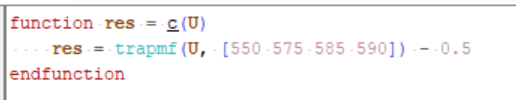 function res = c(U)
    res = trapmf(U, [550 575 585 590]) - 0.5
endfunction